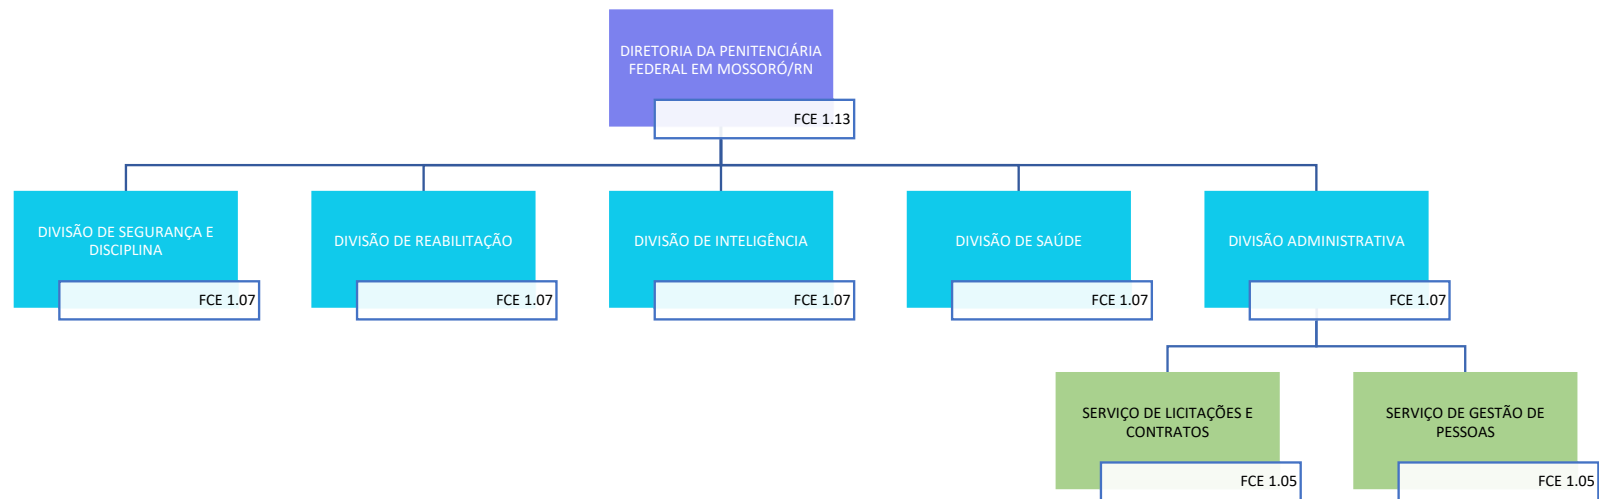 DIRETORIA DA PENITENCIÁRIA
FEDERAL EM MOSSORÓ/RN
FCE 1.13
DIVISÃO DE SEGURANÇA E
DISCIPLINA
FCE 1.07
DIVISÃO DE REABILITAÇÃO
FCE 1.07
DIVISÃO DE INTELIGÊNCIA
FCE 1.07
DIVISÃO DE SAÚDE
FCE 1.07
DIVISÃO ADMINISTRATIVA
FCE 1.07
SERVIÇO DE LICITAÇÕES E
CONTRATOS
FCE 1.05
SERVIÇO DE GESTÃO DE
PESSOAS
FCE 1.05